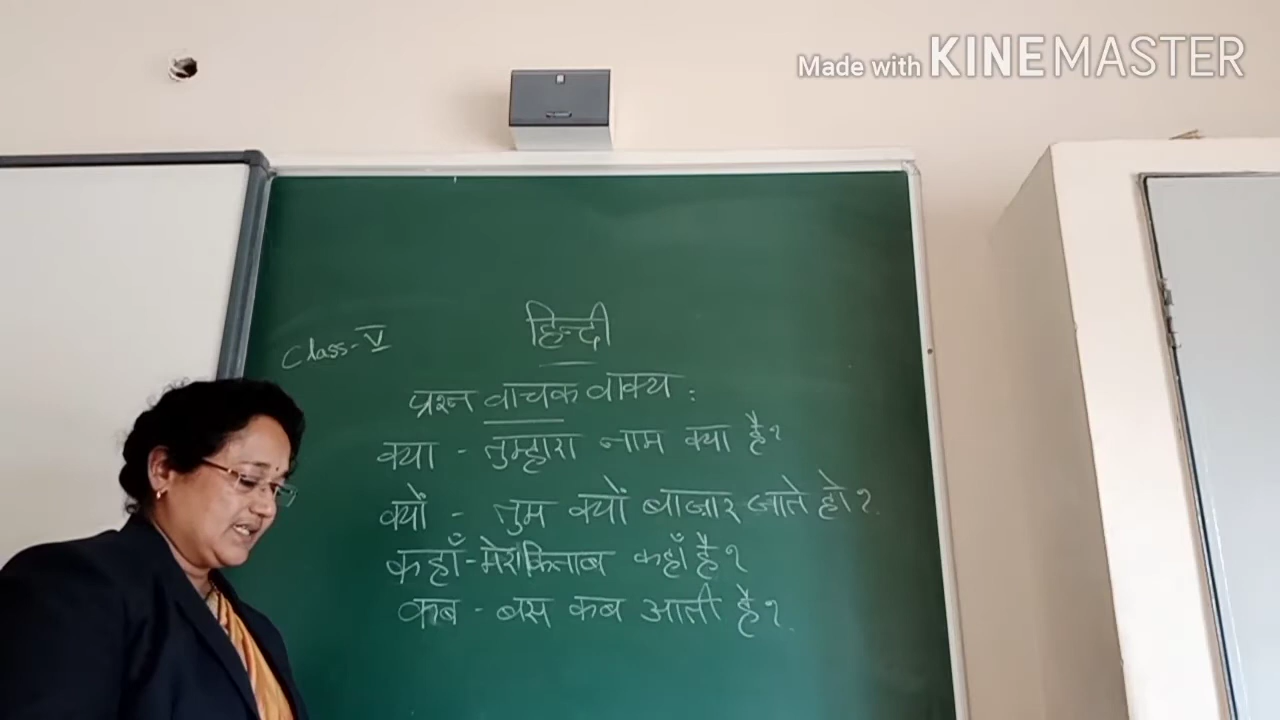 Made with KINEMASTER
Class-V
हिन्दी
प्रश्न वाचक वाक्य :
क्या - तुम्हारा नाम क्या है?
क्यों - तुम क्यों बाजार जाते हो?
कहाँ - मेरा किताब कहाँ है?
कब - बस कब आती है?